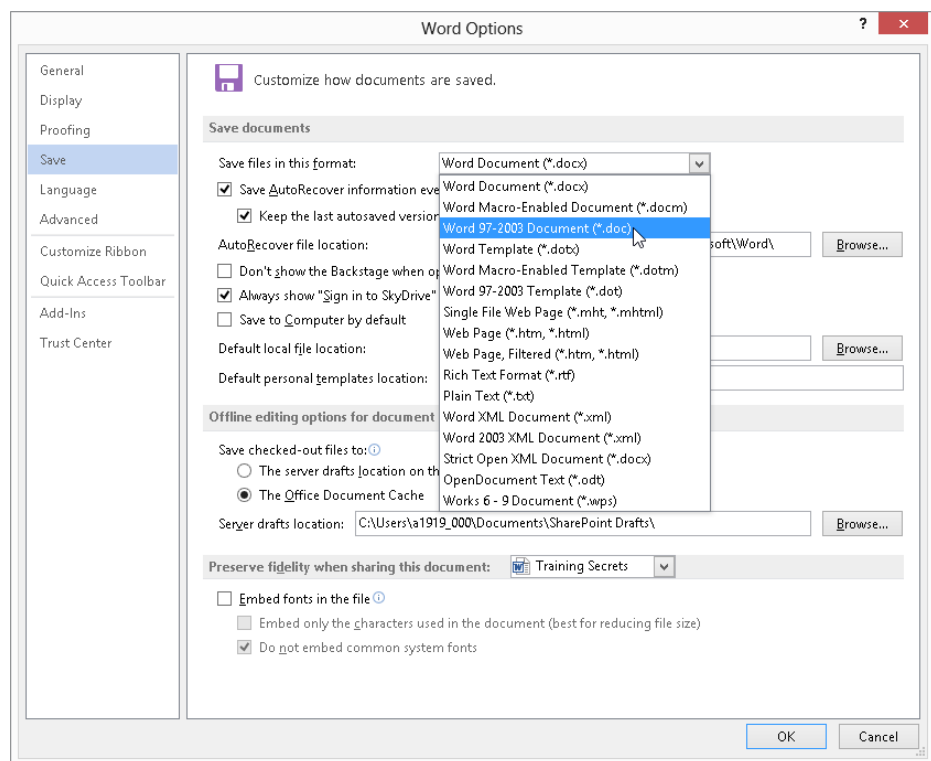 Word Options
?
General
Display
Proofing
Save
Language
Advanced
Customize Ribbon
Quick Access Toolbar
Add-Ins
Trust Center
Customize how documents are saved.
Save documents
Save files in this format: Word Document (*.docx)
Word Document (*.docx)
Word Macro-Enabled Document (*.docm)
Word 97-2003 Document (*.doc)
Word Template (*.dotx)
Word Macro-Enabled Template (*.dotm)
Word 97-2003 Template (*.dot)
Single File Web Page (*.mht, *.mhtml)
Web Page (*.htm, *.html)
Web Page, Filtered (*.htm, *.html)
Rich Text Format (*.rtf)
Plain Text (*.txt)
Word XML Document (*.xml)
Word 2003 XML Document (*.xml)
Strict Open XML Document (*.docx)
OpenDocument Text (*.odt)
Works 6 - 9 Document (*.wps)
Save AutoRecover information eve
Keep the last autosaved version
AutoRecover file location: soft\Word\ Browse...
Don't show the Backstage when op
Always show "Sign in to SkyDrive"
Save to Computer by default
Default local file location: Browse...
Default personal templates location:
Offline editing options for document
Save checked-out files to:
The server drafts location on th
The Office Document Cache
Server drafts location: C:\Users\a1919_000\Documents\SharePoint Drafts\ Browse...
Preserve fidelity when sharing this document: Training Secrets
Embed fonts in the file
Embed only the characters used in the document (best for reducing file size)
Do not embed common system fonts
OK Cancel